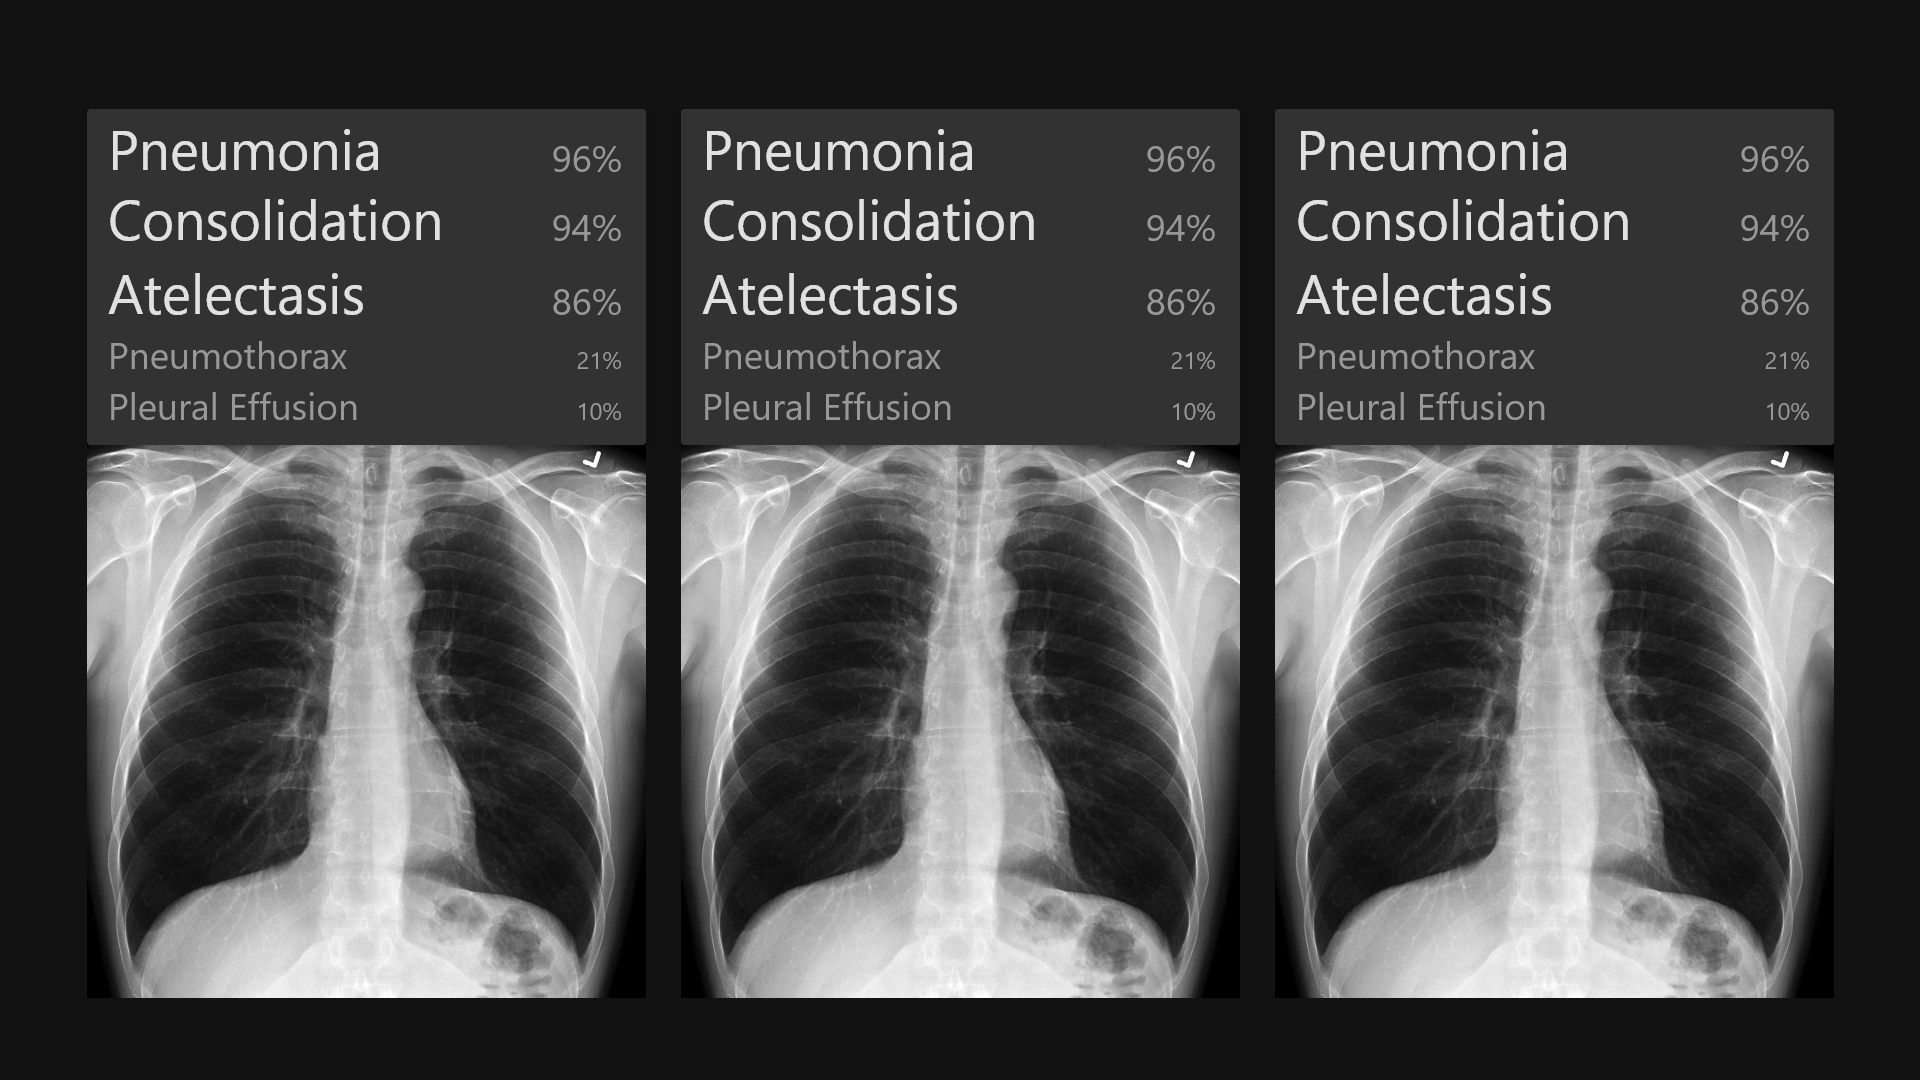 Pneumonia 96%
Consolidation 94%
Atelectasis 86%
Pneumothorax 21%
Pleural Effusion 10%
Pneumonia 96%
Consolidation 94%
Atelectasis 86%
Pneumothorax 21%
Pleural Effusion 10%
Pneumonia 96%
Consolidation 94%
Atelectasis 86%
Pneumothorax 21%
Pleural Effusion 10%